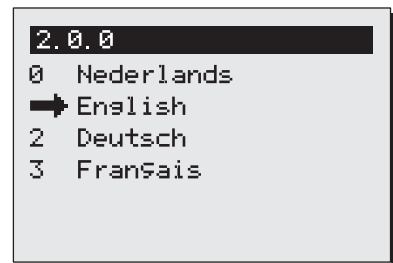 2.0.0
0 Nederlands
➡ English
2 Deutsch
3 Français